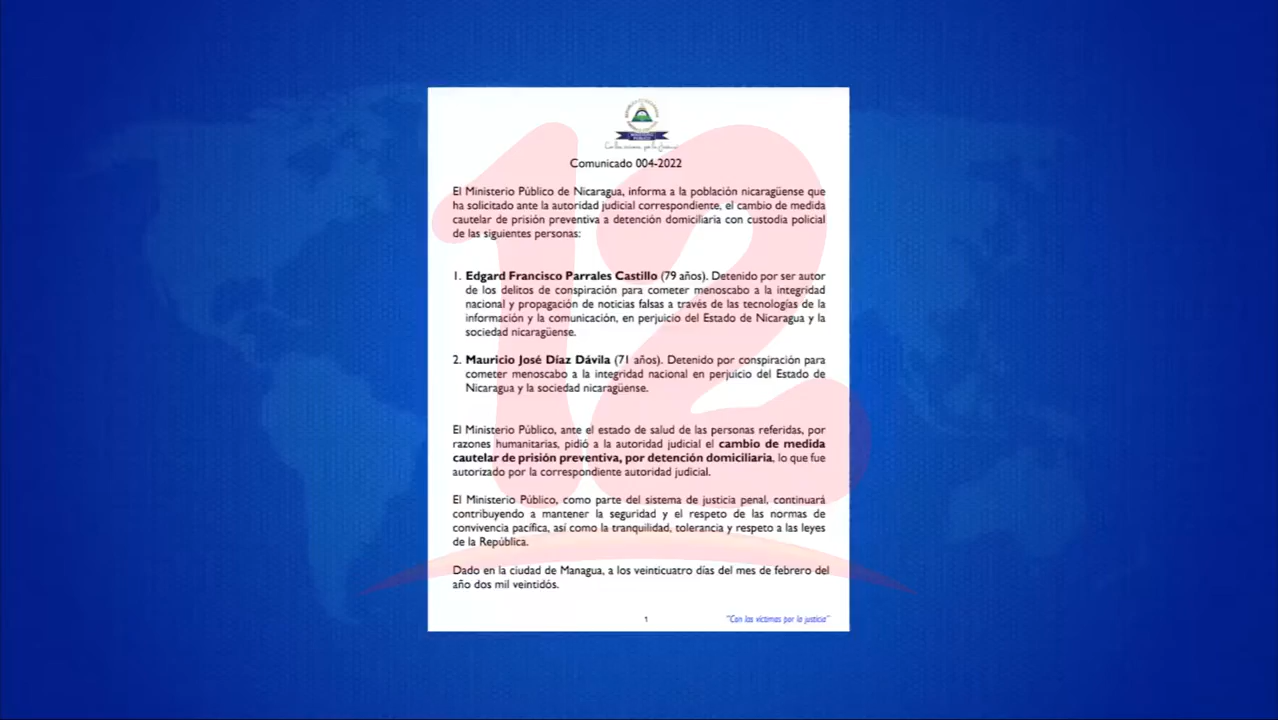 MINISTERIO PÚBLICO
Con las víctimas por la justicia
Comunicado 004-2022
El Ministerio Público de Nicaragua, informa a la población nicaragüense que
ha solicitado ante la autoridad judicial correspondiente, el cambio de medida
cautelar de prisión preventiva a detención domiciliaria con custodia policial
de las siguientes personas:
1. Edgard Francisco Parrales Castillo (79 años). Detenido por ser autor
de los delitos de conspiración para cometer menoscabo a la integridad
nacional y propagación de noticias falsas a través de las tecnologías de la
información y la comunicación, en perjuicio del Estado de Nicaragua y la
sociedad nicaragüense.
2. Mauricio José Díaz Dávila (71 años). Detenido por conspiración para
cometer menoscabo a la integridad nacional en perjuicio del Estado de
Nicaragua y la sociedad nicaragüense.
El Ministerio Público, ante el estado de salud de las personas referidas, por
razones humanitarias, pidió a la autoridad judicial el cambio de medida
cautelar de prisión preventiva, por detención domiciliaria, lo que fue
autorizado por la correspondiente autoridad judicial.
El Ministerio Público, como parte del sistema de justicia penal, continuará
contribuyendo a mantener la seguridad y el respeto de las normas de
convivencia pacífica, así como la tranquilidad, tolerancia y respeto a las leyes
de la República.
Dado en la ciudad de Managua, a los veinticuatro días del mes de febrero del
año dos mil veintidós.
1
"Con las víctimas por la justicia"
12